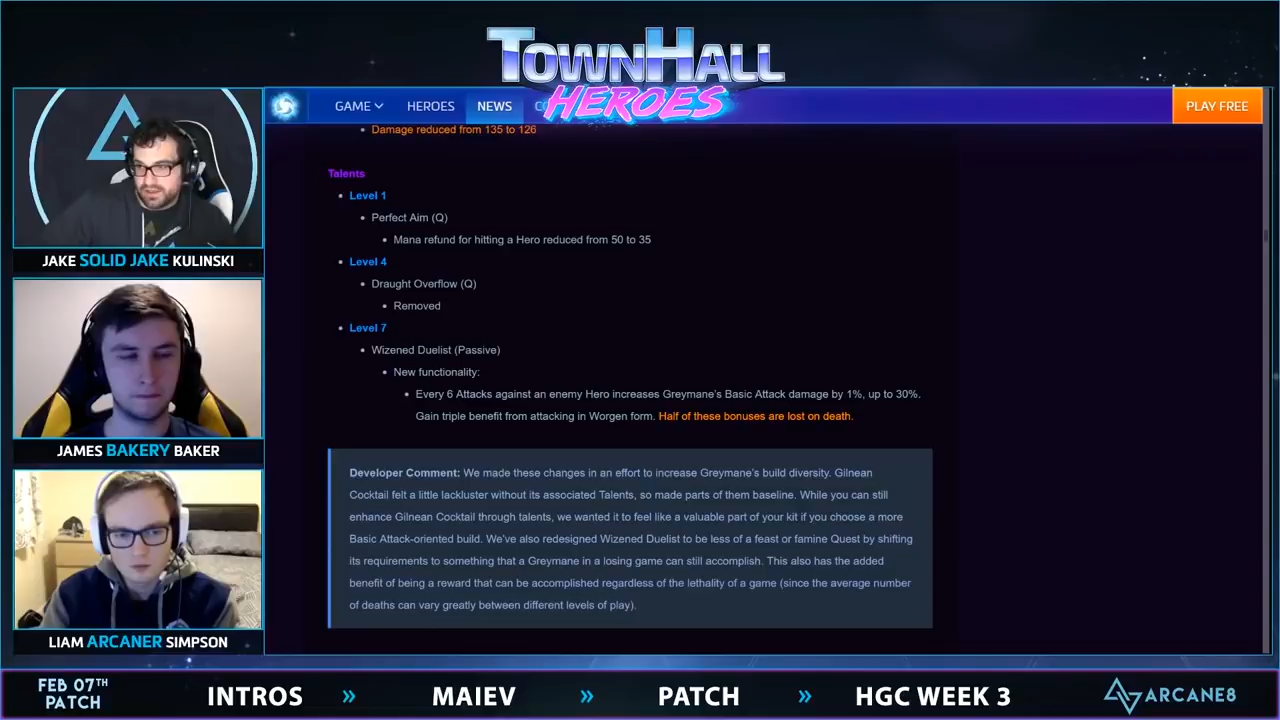 TOWNHALL
HEROES
GAME
HEROES
NEWS
PLAY FREE
Damage reduced from 135 to 126
Talents
Level 1
Perfect Aim (Q)
Mana refund for hitting a Hero reduced from 50 to 35
Level 4
Draught Overflow (Q)
Removed
Level 7
Wizened Duelist (Passive)
New functionality:
Every 6 Attacks against an enemy Hero increases Greymane's Basic Attack damage by 1%, up to 30%.
Gain triple benefit from attacking in Worgen form. Half of these bonuses are lost on death.
Developer Comment: We made these changes in an effort to increase Greymane's build diversity. Gilnean
Cocktail felt a little lackluster without its associated Talents, so made parts of them baseline. While you can still
enhance Gilnean Cocktail through talents, we wanted it to feel like a valuable part of your kit if you choose a more
Basic Attack-oriented build. We've also redesigned Wizened Duelist to be less of a feast or famine Quest by shifting
its requirements to something that a Greymane in a losing game can still accomplish. This also has the added
benefit of being a reward that can be accomplished regardless of the lethality of a game (since the average number
of deaths can vary greatly between different levels of play).
JAKE SOLID JAKE KULINSKI
JAMES BAKERY BAKER
LIAM ARCANER SIMPSON
FEB 07TH
PATCH
INTROS » MAIEV » PATCH » HGC WEEK 3
ARCANE8